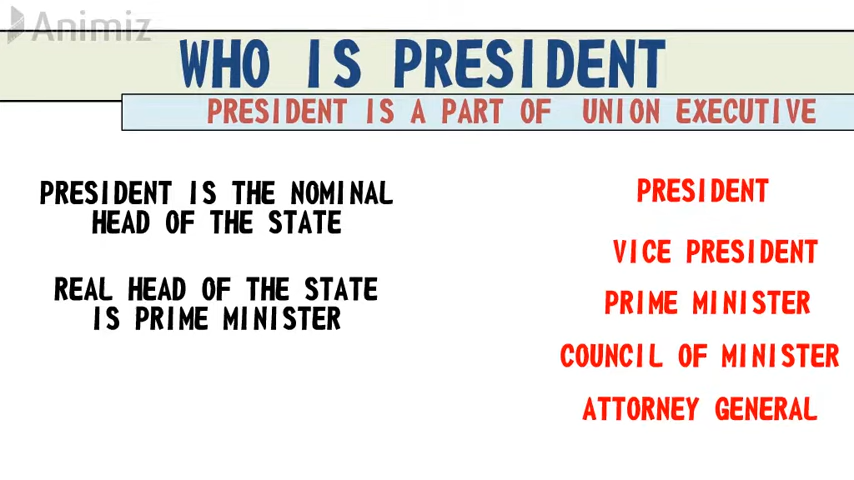 Animiz
WHO IS PRESIDENT
PRESIDENT IS A PART OF UNION EXECUTIVE
PRESIDENT IS THE NOMINAL
HEAD OF THE STATE
REAL HEAD OF THE STATE
IS PRIME MINISTER
PRESIDENT
VICE PRESIDENT
PRIME MINISTER
COUNCIL OF MINISTER
ATTORNEY GENERAL